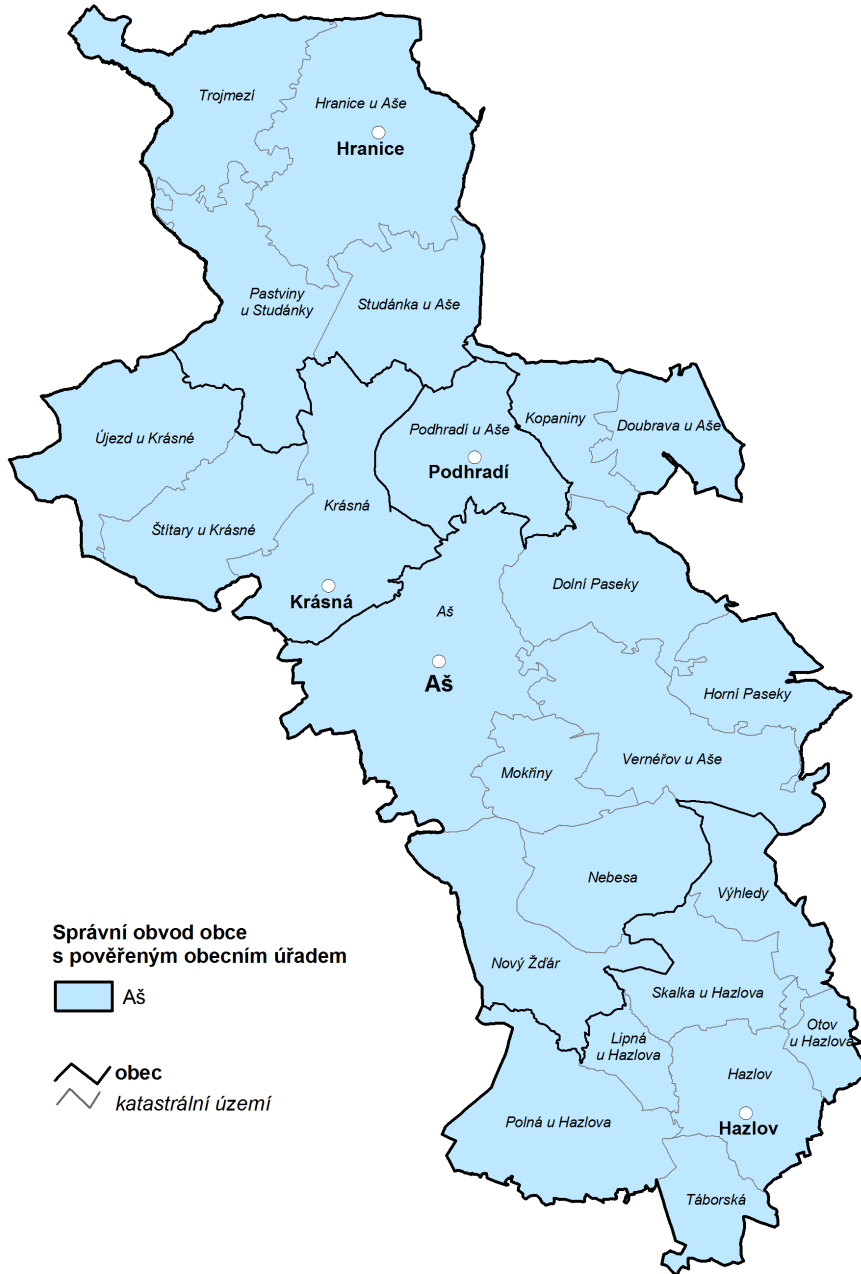 Trojmezí
Hranice u Aše
Hranice
Pastviny
u Studánky
Studánka u Aše
Újezd u Krásné
Podhradí u Aše
Podhradí
Kopaniny
Doubrava u Aše
Štítary u Krásné
Krásná
Krásná
Dolní Paseky
Aš
Aš
Horní Paseky
Mokřiny
Vernéřov u Aše
Nebesa
Výhledy
Nový Žďár
Skalka u Hazlova
Otov
u Hazlova
Lipná
u Hazlova
Hazlov
Hazlov
Polná u Hazlova
Táborská
Správní obvod obce
s pověřeným obecním úřadem
Aš
obec
katastrální území